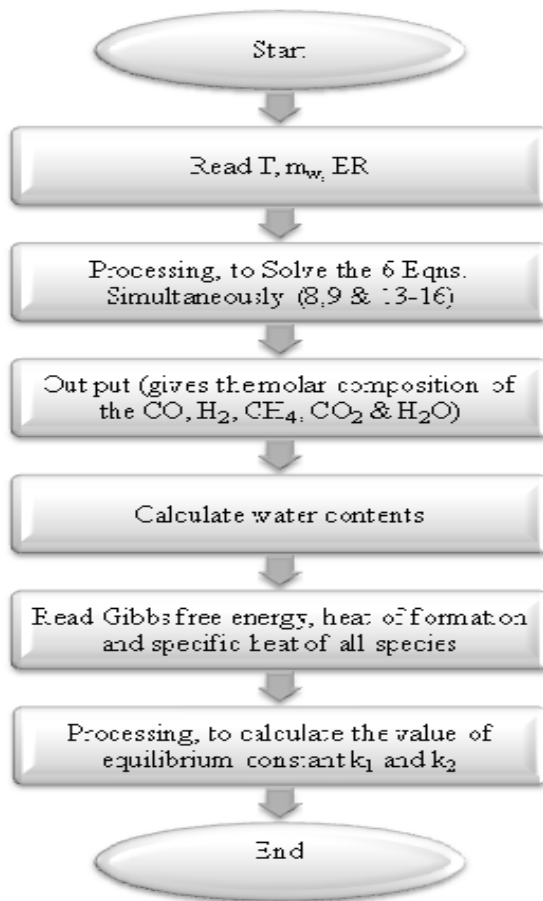 Start
Read T, m_w, ER
Processing, to Solve the 6 Eqns.
Simultaneously (8,9 & 13-16)
Out put (gives the molar composition of
the CO, H₂, CH₄, CO₂ & H₂O)
Calculate water contents
Read Gibbs free energy, heat of formation
and specific heat of all species
Processing, to calculate the value of
equilibrium constant k₁ and k₂
End